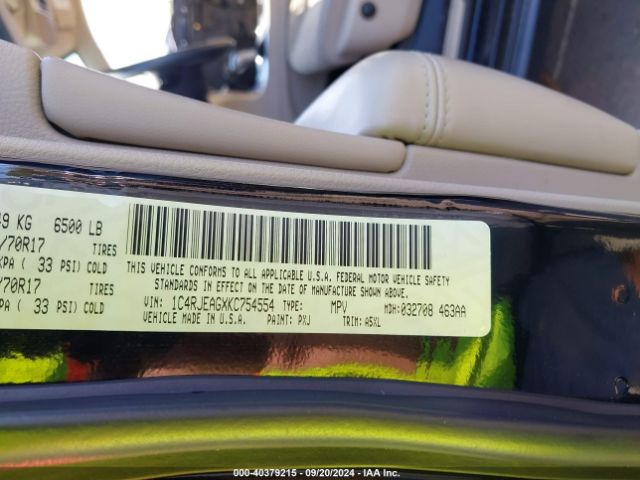 49 KG 6500 LB
/70R17 TIRES
KPA ( 33 PSI) COLD
/70R17 TIRES
KPA ( 33 PSI) COLD
THIS VEHICLE CONFORMS TO ALL APPLICABLE U.S.A. FEDERAL MOTOR VEHICLE SAFETY
STANDARDS IN EFFECT ON THE DATE OF MANUFACTURE SHOWN ABOVE.
VIN: 1C4RJEAGXKC754554 TYPE: MPV MDH:032708 463AA
VEHICLE MADE IN U.S.A. PAINT: PXJ TRIM: A5XL
000-40379215 - 09/20/2024 - IAA Inc.